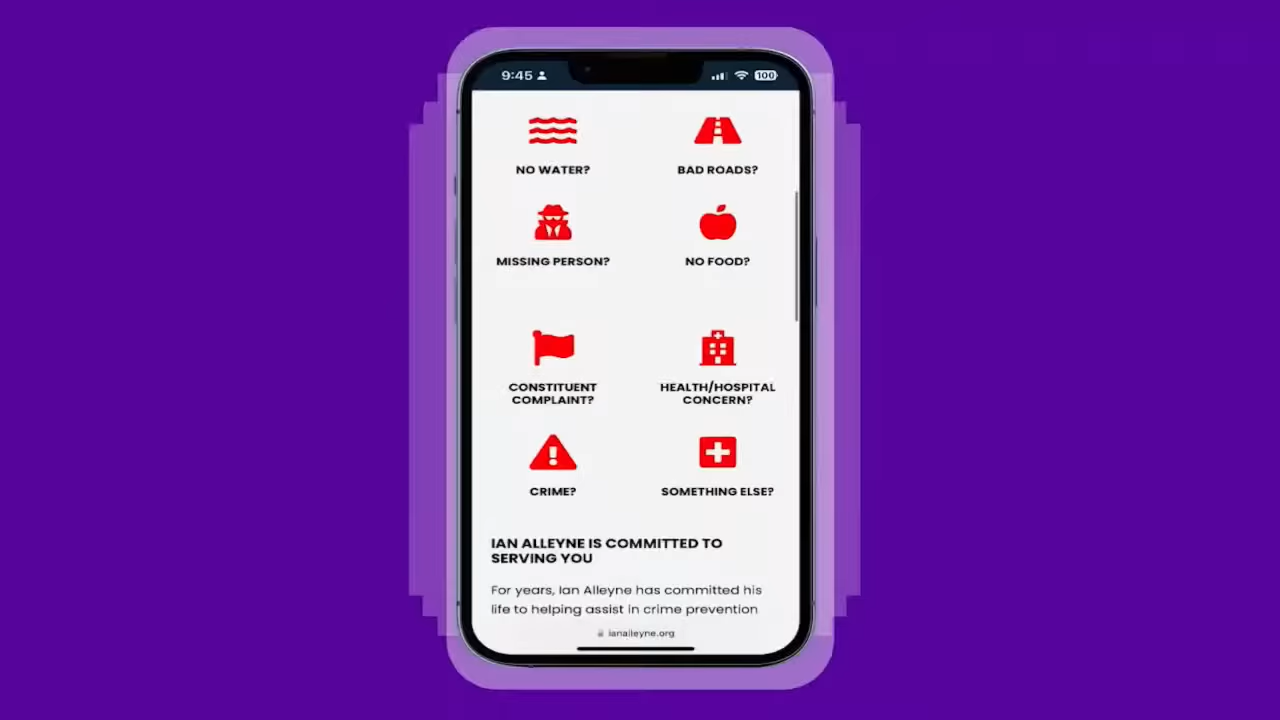 9:45
100
NO WATER?
BAD ROADS?
MISSING PERSON?
NO FOOD?
CONSTITUENT
COMPLAINT?
HEALTH/HOSPITAL
CONCERN?
CRIME?
SOMETHING ELSE?
IAN ALLEYNE IS COMMITTED TO
SERVING YOU
For years, Ian Alleyne has committed his
life to helping assist in crime prevention
ianalleyne.org